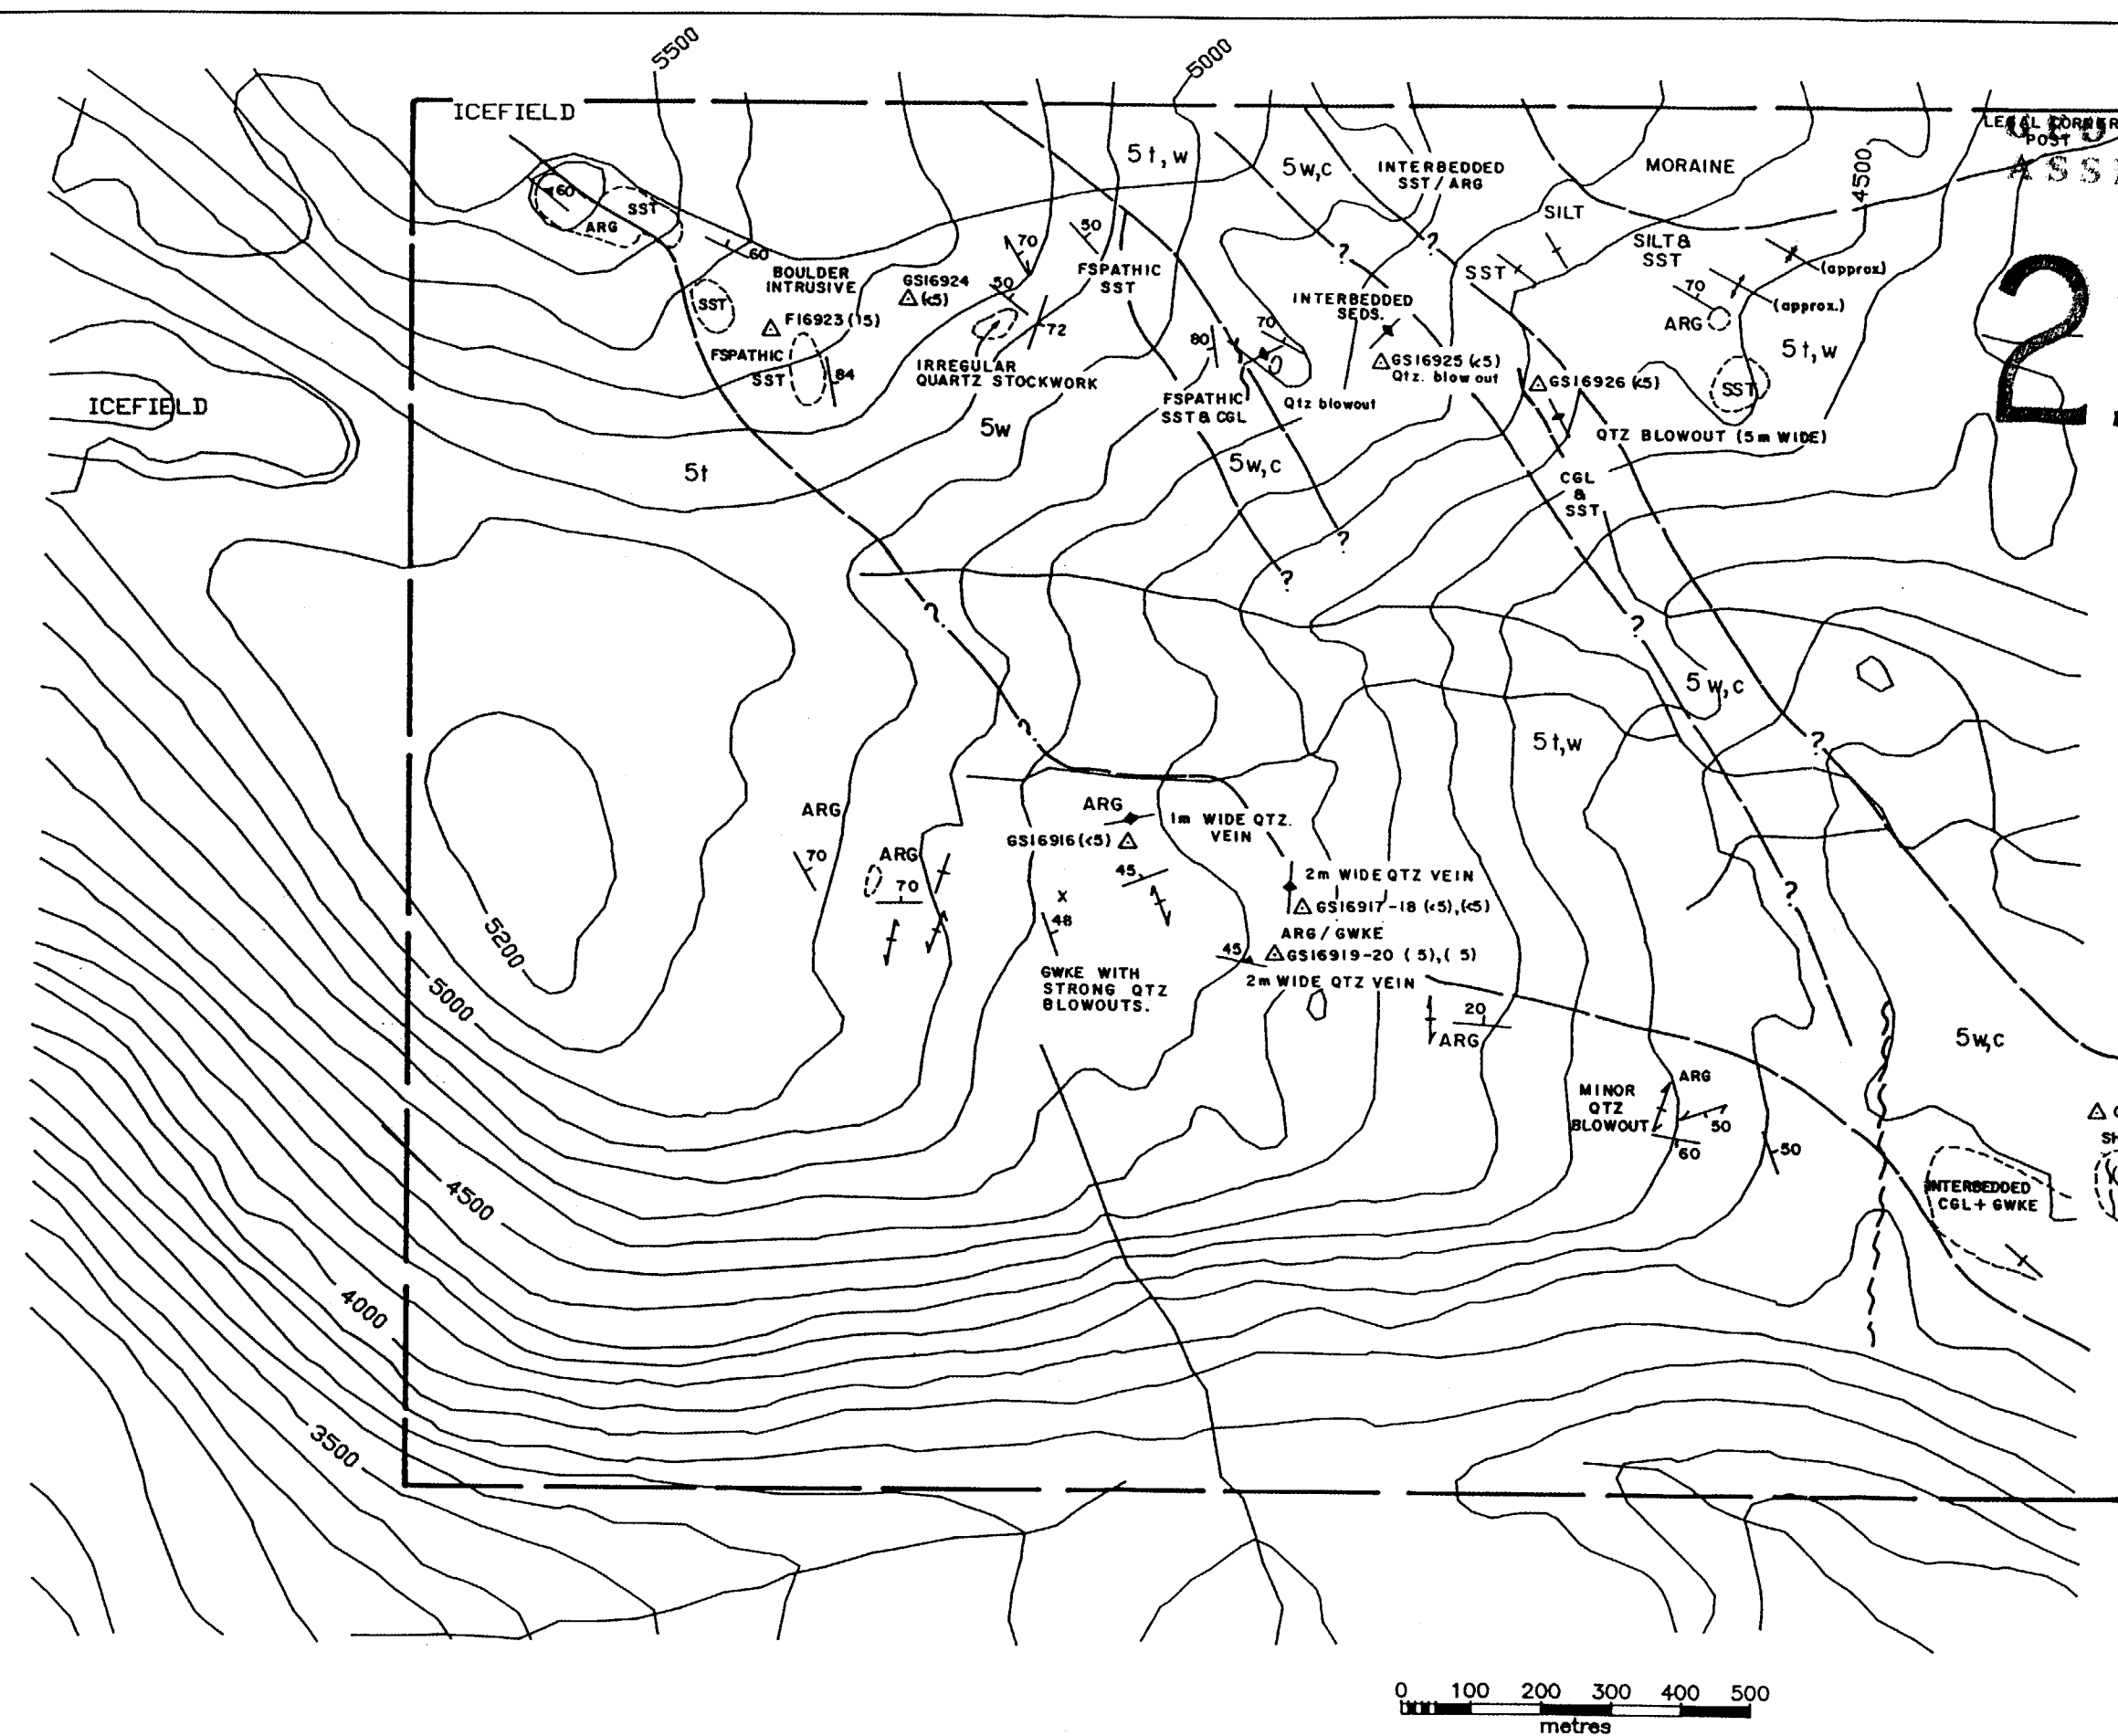 5500
5000
ICEFIELD
LEGAL CORNER
POST
5t, w
5w,c
INTERBEDDED
SST / ARG
MORAINE
4500
60
SST
ARG
SILT
SILT &
SST
50
70
60
BOULDER
INTRUSIVE
GS16924
(<5)
FSPATHIC
SST
50
SST
(approx)
70
(approx.)
SST
F16923 (15)
72
INTERBEDDED
SEDS.
ARG
5t, w
80
70
FSPATHIC
SST
84
IRREGULAR
QUARTZ STOCKWORK
GS16925 (<5)
Qtz. blow out
GS16926 (<5)
SST
ICEFIELD
FSPATHIC
SST & CGL
Qtz blowout
5w
QTZ BLOWOUT (5m WIDE)
5t
5w,c
CGL
&
SST
?
?
?
?
?
?
?
5w,c
5t,w
?
ARG
ARG
1m WIDE QTZ.
VEIN
GS16916 (<5)
70
ARG
70
45
x
48
2m WIDE QTZ VEIN
GS16917-18 (<5),(<5)
ARG / GWKE
45
GS16919-20 ( 5),( 5)
2m WIDE QTZ VEIN
?
5200
5000
GWKE WITH
STRONG QTZ
BLOWOUTS.
20
ARG
5w,c
MINOR
QTZ
BLOWOUT
ARG
50
60
50
4500
INTERBEDDED
CGL + GWKE
4000
3500
0 100 200 300 400 500
metres